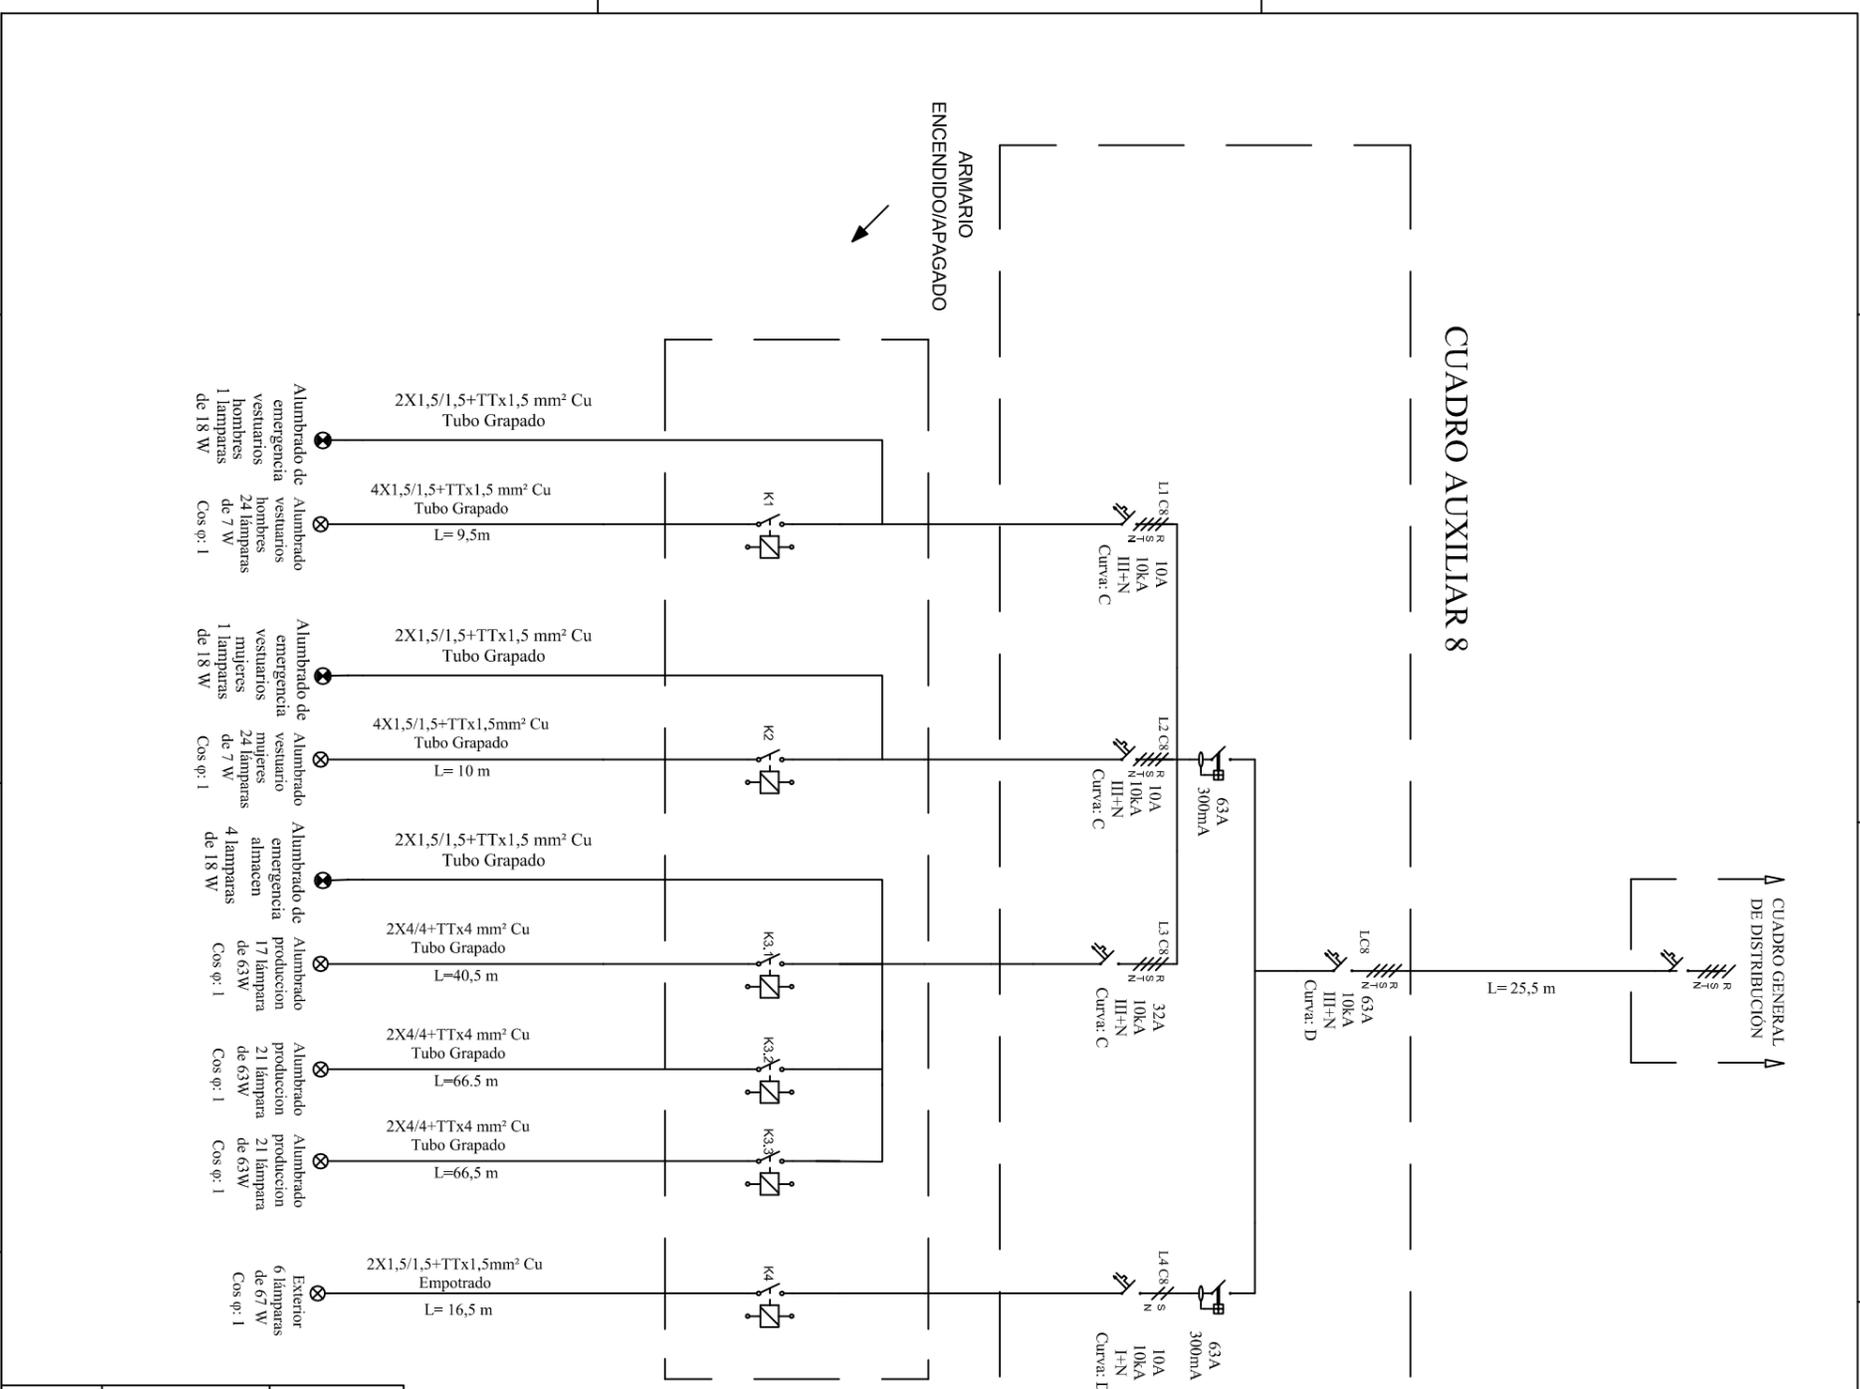 CUADRO GENERAL
DE DISTRIBUCIÓN
R
S
T
N
L= 25,5 m
CUADRO AUXILIAR 8
LC8
R
S
T
N
63A
10kA
III+N
Curva: D
63A
300mA
63A
300mA
L1 C8
R
S
T
N
10A
10kA
III+N
Curva: C
L2 C8
R
S
T
N
10A
10kA
III+N
Curva: C
L3 C8
R
S
T
N
32A
10kA
III+N
Curva: C
L4 C8
S
N
10A
10kA
I+N
Curva:
ARMARIO
ENCENDIDO/APAGADO
K1
K2
K3.1
K3.2
K3.3
K4
2X1,5/1,5+TTx1,5 mm² Cu
Tubo Grapado
4X1,5/1,5+TTx1,5 mm² Cu
Tubo Grapado
L= 9,5m
2X1,5/1,5+TTx1,5 mm² Cu
Tubo Grapado
4X1,5/1,5+TTx1,5mm² Cu
Tubo Grapado
L= 10 m
2X1,5/1,5+TTx1,5 mm² Cu
Tubo Grapado
2X4/4+TTx4 mm² Cu
Tubo Grapado
L=40,5 m
2X4/4+TTx4 mm² Cu
Tubo Grapado
L=66.5 m
2X4/4+TTx4 mm² Cu
Tubo Grapado
L=66,5 m
2X1,5/1,5+TTx1,5mm² Cu
Empotrado
L= 16,5 m
Alumbrado de
emergencia
vestuarios
hombres
1 lamparas
de 18 W
Alumbrado
vestuarios
hombres
24 lámparas
de 7 W
Cos φ: 1
Alumbrado de
emergencia
vestuarios
mujeres
1 lamparas
de 18 W
Alumbrado
vestuario
mujeres
24 lámparas
de 7 W
Cos φ: 1
Alumbrado de
emergencia
almacen
4 lamparas
de 18 W
Alumbrado
produccion
17 lámpara
de 63W
Cos φ: 1
Alumbrado
produccion
21 lámpara
de 63W
Cos φ: 1
Alumbrado
produccion
21 lámpara
de 63W
Cos φ: 1
Exterior
6 lámparas
de 67 W
Cos φ: 1